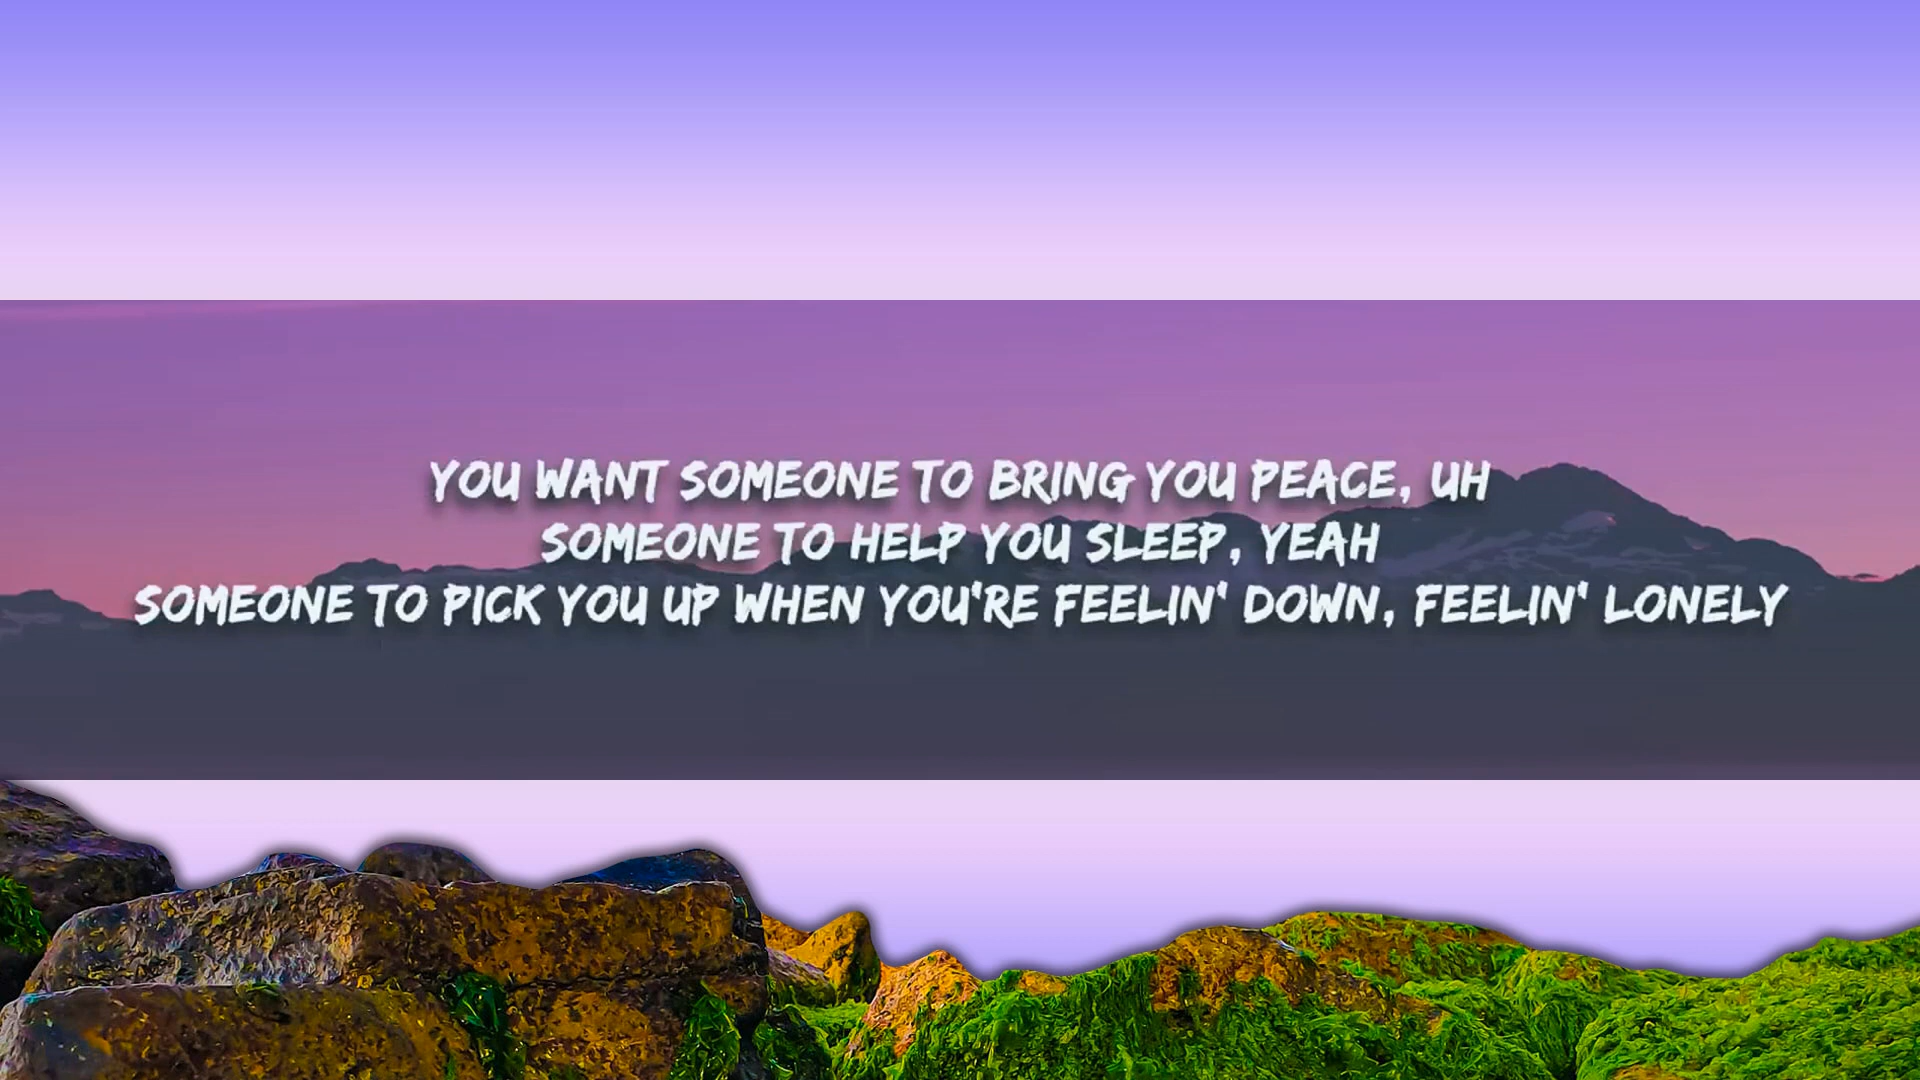 YOU WANT SOMEONE TO BRING YOU PEACE, UH
SOMEONE TO HELP YOU SLEEP, YEAH
SOMEONE TO PICK YOU UP WHEN YOU'RE FEELIN' DOWN, FEELIN' LONELY